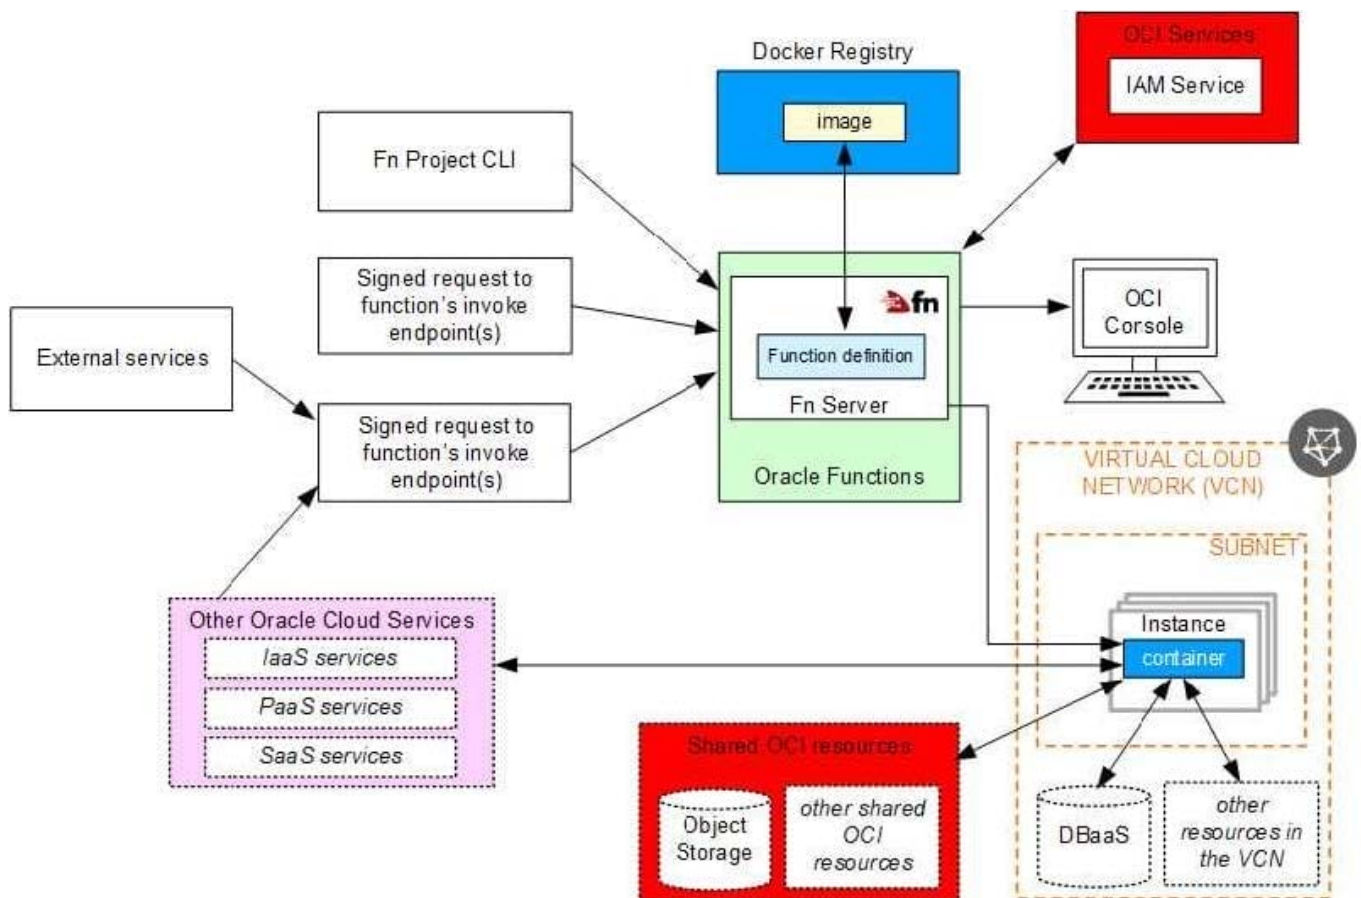 Docker Registry
image
OCI Services
IAM Service
Fn Project CLI
Signed request to
function's invoke
endpoint(s)
External services
Signed request to
function's invoke
endpoint(s)
fn
Function definition
Fn Server
Oracle Functions
OCI
Corsole
VIRTUAL CLOUD
NETWORK (VCN)
SUBNET
Instance
container
Other Oracle Cloud Services
IaaS services
PaaS services
SaaS services
Shared OCI resources
Object
Storage
other shared
OCI
resources
DBaaS
other
resources in
the VCN